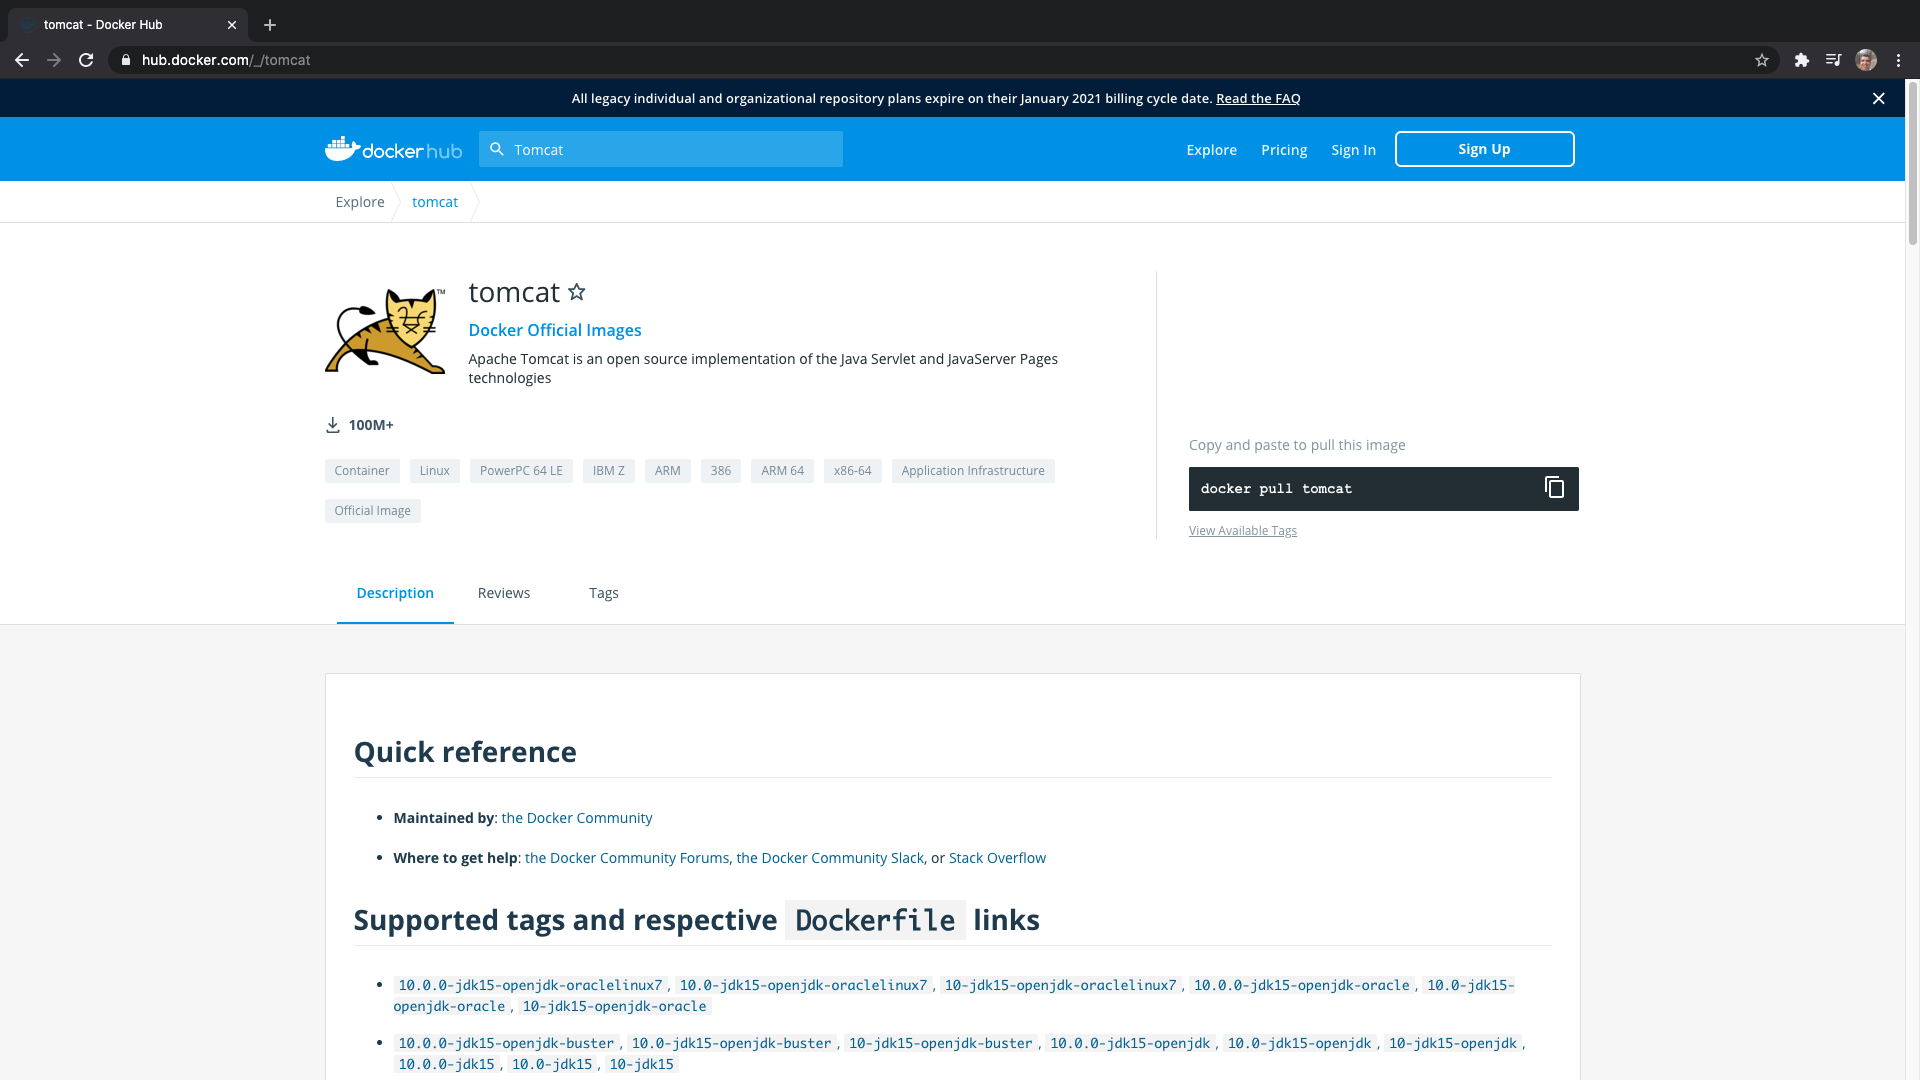 tomcat - Docker Hub
hub.docker.com/_/tomcat
All legacy individual and organizational repository plans expire on their January 2021 billing cycle date. Read the FAQ
docker hub
Tomcat
Explore Pricing Sign In Sign Up
Explore tomcat
TM
tomcat
Docker Official Images
Apache Tomcat is an open source implementation of the Java Servlet and JavaServer Pages
technologies
100M+
Container Linux PowerPC 64 LE IBM Z ARM 386 ARM 64 x86-64 Application Infrastructure
Official Image
Copy and paste to pull this image
docker pull tomcat
View Available Tags
Description Reviews Tags
Quick reference
• Maintained by: the Docker Community
• Where to get help: the Docker Community Forums, the Docker Community Slack, or Stack Overflow
Supported tags and respective Dockerfile links
• 10.0.0-jdk15-openjdk-oraclelinux7, 10.0-jdk15-openjdk-oraclelinux7, 10-jdk15-openjdk-oraclelinux7, 10.0.0-jdk15-openjdk-oracle, 10.0-jdk15-
openjdk-oracle, 10-jdk15-openjdk-oracle
• 10.0.0-jdk15-openjdk-buster, 10.0-jdk15-openjdk-buster, 10-jdk15-openjdk-buster, 10.0.0-jdk15-openjdk, 10.0-jdk15-openjdk, 10-jdk15-openjdk,
10.0.0-jdk15, 10.0-jdk15, 10-jdk15